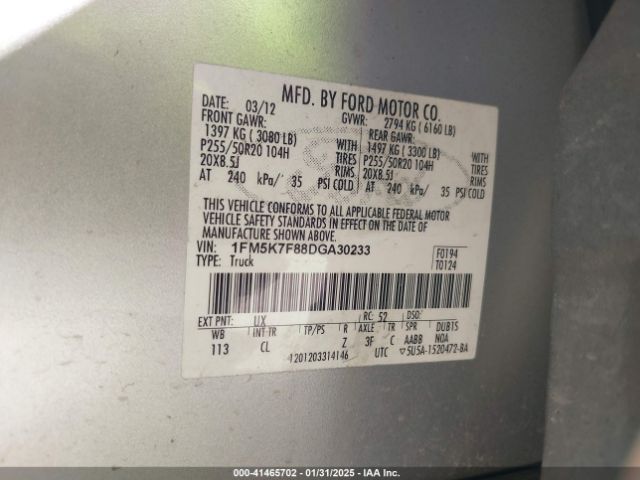 MFD. BY FORD MOTOR CO.
DATE: 03/12 GVWR: 2794 KG ( 6160 LB)
FRONT GAWR: REAR GAWR:
1397 KG ( 3080 LB) WITH 1497 KG ( 3300 LB) WITH
P255/50R20 104H TIRES P255/50R20 104H TIRES
20X8.5J RIMS 20X8.5J RIMS
AT 240 kPa/ 35 PSI COLD AT 240 kPa/ 35 PSI COLD
THIS VEHICLE CONFORMS TO ALL APPLICABLE FEDERAL MOTOR
VEHICLE SAFETY STANDARDS IN EFFECT ON THE DATE OF
MANUFACTURE SHOWN ABOVE.
VIN: 1FM5K7F88DGA30233 F0194
TYPE: Truck T0124
EXT PNT: UX RC: 52 DSO:
WB INT TR TP/PS R AXLE TR SPR DUB1S
113 CL Z 3F C AABB NOA
1201203314146 UTC ▽5U5A-1520472-BA
000-41465702 - 01/31/2025 - IAA Inc.